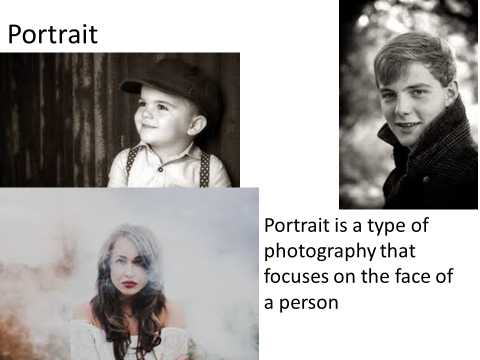 Portrait
Portrait is a type of
photography that
focuses on the face of
a person